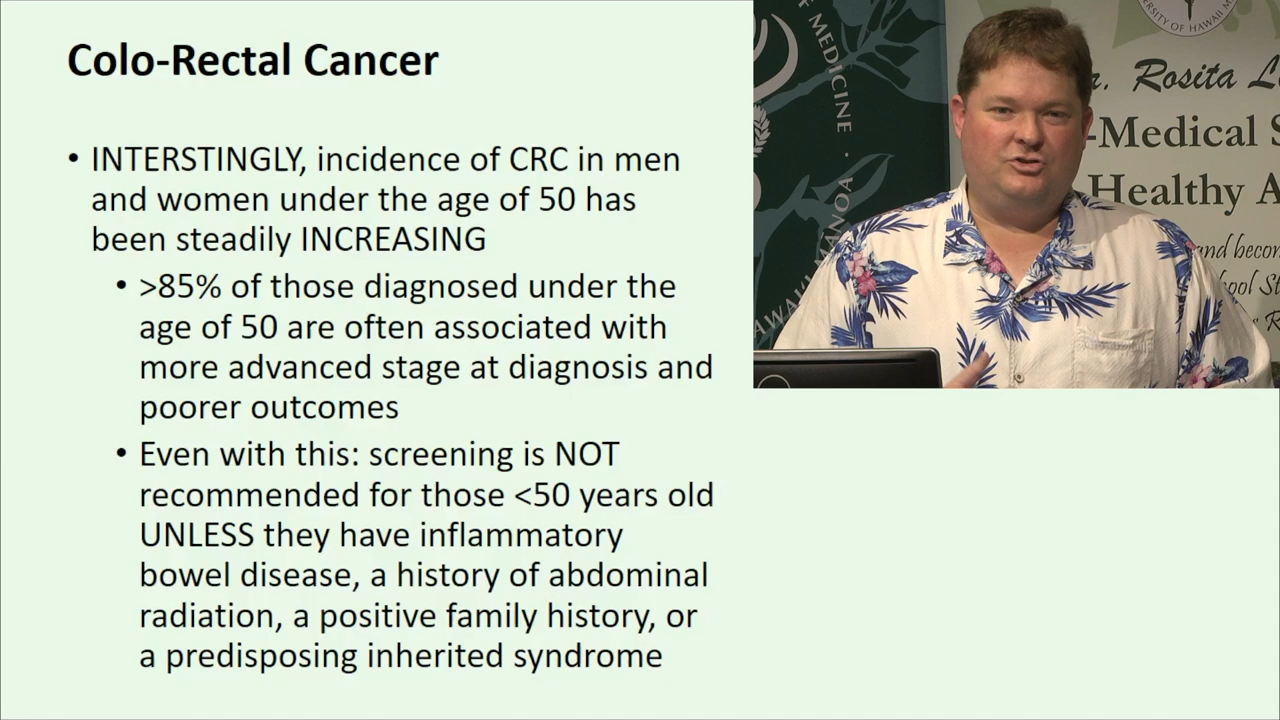 Colo-Rectal Cancer
• INTERSTINGLY, incidence of CRC in men
and women under the age of 50 has
been steadily INCREASING
• >85% of those diagnosed under the
age of 50 are often associated with
more advanced stage at diagnosis and
poorer outcomes
• Even with this: screening is NOT
recommended for those <50 years old
UNLESS they have inflammatory
bowel disease, a history of abdominal
radiation, a positive family history, or
a predisposing inherited syndrome
OF MEDICINE
MANOA
OF HAWAII
Rosita
-Medical
Healthy
and